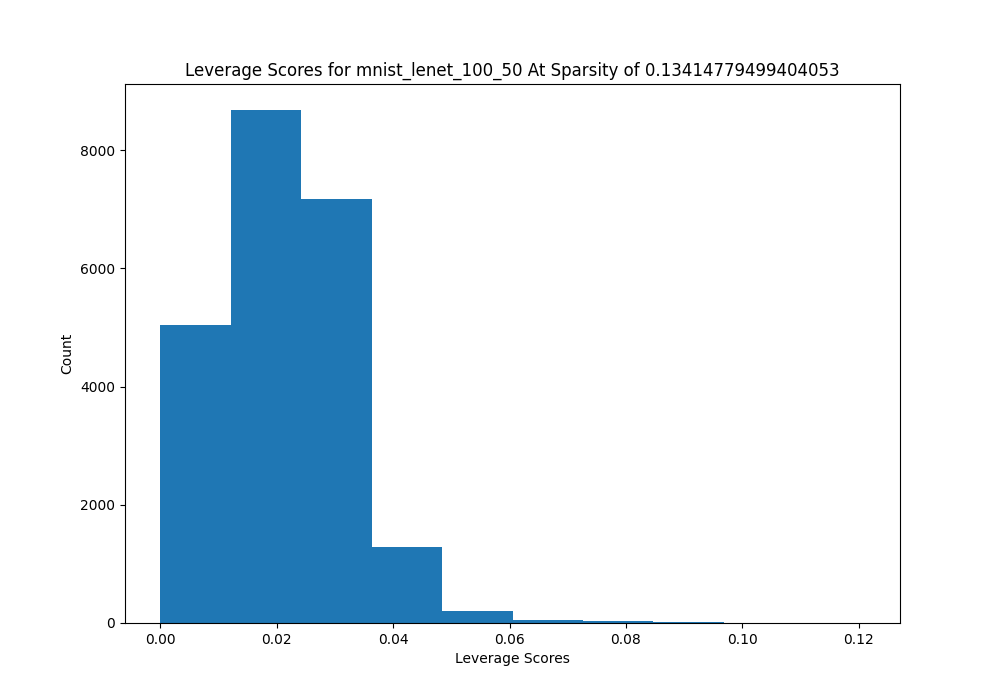 Leverage Scores for mnist_lenet_100_50 At Sparsity of 0.13414779499404053
8000
6000
4000
2000
0
Count
0.00 0.02 0.04 0.06 0.08 0.10 0.12
Leverage Scores